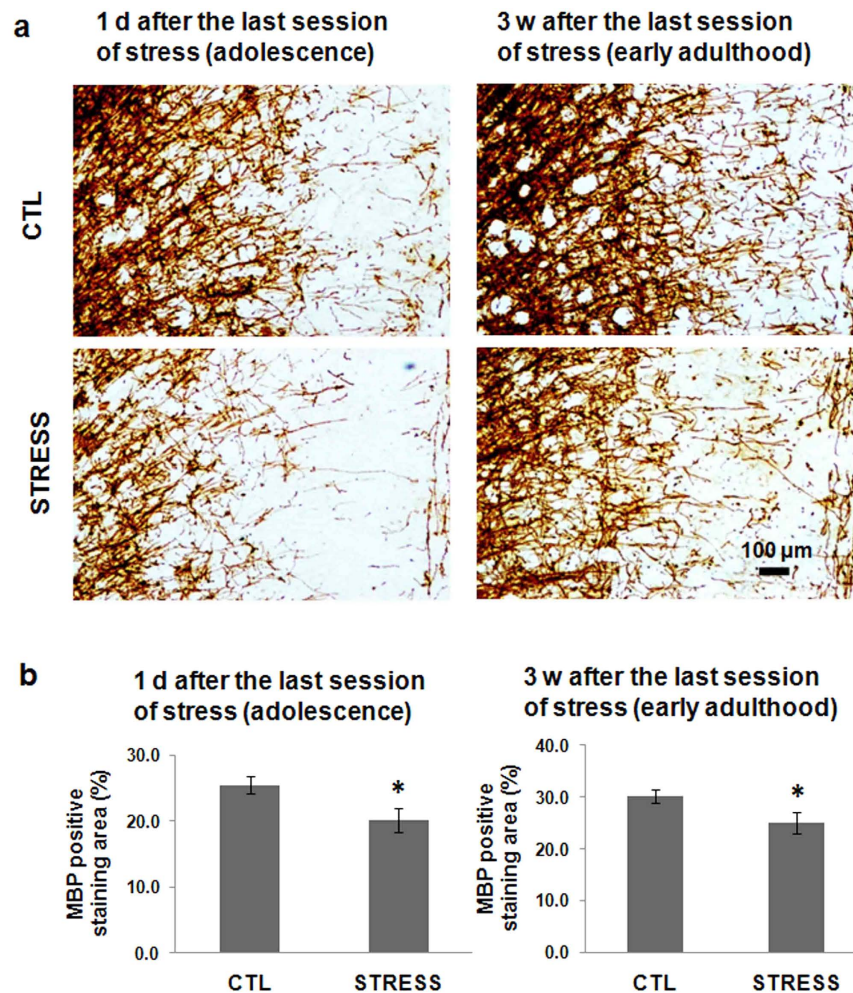 a
1 d after the last session
of stress (adolescence)
3 w after the last session
of stress (early adulthood)
CTL
STRESS
100 µm
b
1 d after the last session
of stress (adolescence)
3 w after the last session
of stress (early adulthood)
MBP positive
staining area (%)
30.0
20.0
10.0
0.0
*
CTL STRESS
MBP positive
staining area (%)
40.0
30.0
20.0
10.0
0.0
*
CTL STRESS